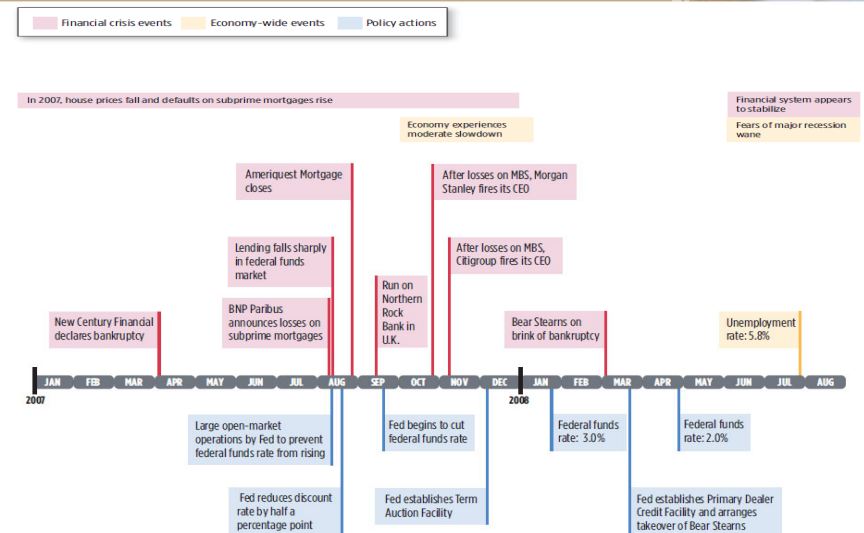 Financial crisis events
Economy-wide events
Policy actions
In 2007, house prices fall and defaults on subprime mortgages rise
Financial system appears
to stabilize
Economy experiences
moderate slowdown
Fears of major recession
wane
Ameriquest Mortgage
closes
After losses on MBS, Morgan
Stanley fires its CEO
Lending falls sharply
in federal funds
market
After losses on MBS,
Citigroup fires its CEO
BNP Paribus
announces losses on
subprime mortgages
Run on
Northern
Rock
Bank in
U.K.
New Century Financial
declares bankruptcy
Bear Stearns on
brink of bankruptcy
Unemployment
rate: 5.8%
JAN FEB MAR APR MAY JUN JUL AUG SEP OCT NOV DEC JAN FEB MAR APR MAY JUN JUL AUG
2007 2008
Large open-market
operations by Fed to prevent
federal funds rate from rising
Fed begins to cut
federal funds rate
Federal funds
rate: 3.0%
Federal funds
rate: 2.0%
Fed reduces discount
rate by half a
percentage point
Fed establishes Term
Auction Facility
Fed establishes Primary Dealer
Credit Facility and arranges
takeover of Bear Stearns